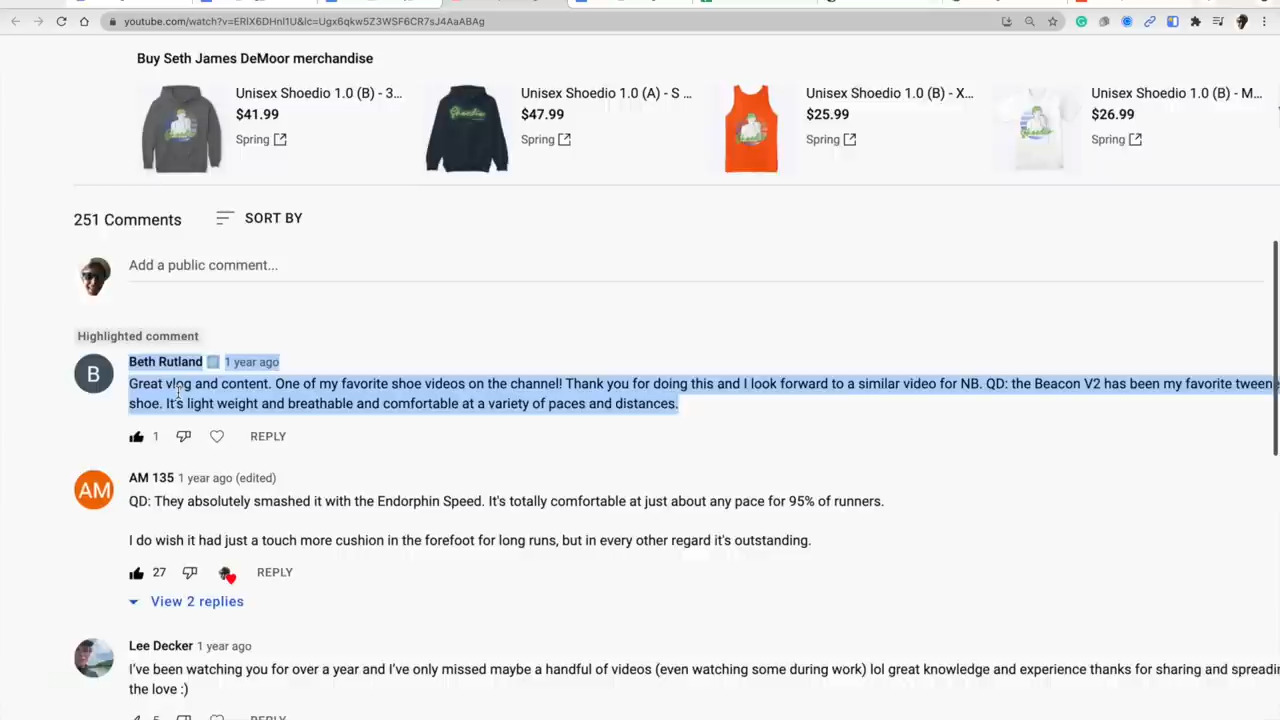 youtube.com/watch?v=ERlX6DHnl1U&lc=Ugx6qkw5Z3WSF6CR7sJ4AaABAg
Buy Seth James DeMoor merchandise
Unisex Shoedio 1.0 (B) - 3...
$41.99
Spring
Unisex Shoedio 1.0 (A) - S ...
$47.99
Spring
Unisex Shoedio 1.0 (B) - X...
$25.99
Spring
Unisex Shoedio 1.0 (B) - M...
$26.99
Spring
251 Comments
SORT BY
Add a public comment...
Highlighted comment
B
Beth Rutland 1 year ago
Great vlog and content. One of my favorite shoe videos on the channel! Thank you for doing this and I look forward to a similar video for NB. QD: the Beacon V2 has been my favorite tween
shoe. It's light weight and breathable and comfortable at a variety of paces and distances.
1 REPLY
AM
AM 135 1 year ago (edited)
QD: They absolutely smashed it with the Endorphin Speed. It's totally comfortable at just about any pace for 95% of runners.
I do wish it had just a touch more cushion in the forefoot for long runs, but in every other regard it's outstanding.
27 REPLY
View 2 replies
Lee Decker 1 year ago
I've been watching you for over a year and I've only missed maybe a handful of videos (even watching some during work) lol great knowledge and experience thanks for sharing and spreadin
the love :)
5 REPLY